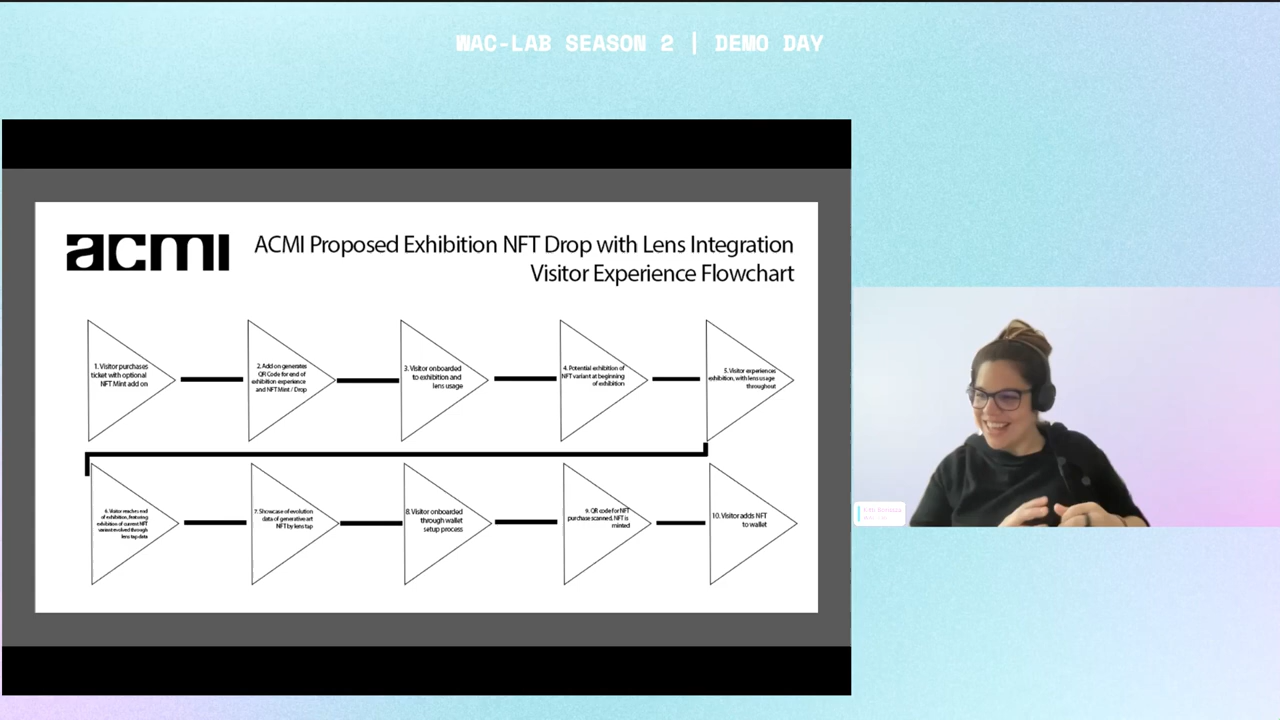 WAC-LAB SEASON 2 | DEMO DAY
acmi
ACMI Proposed Exhibition NFT Drop with Lens Integration
Visitor Experience Flowchart
1. Visitor purchases
ticket with optional
NFT Mint add on
2. Add on generates
QR Code for end of
exhibition experience
and NFT Mint / Drop
3. Visitor onboarded
to exhibition and
lens usage
4. Potential exhibition of
NFT variant at beginning
of exhibition
5. Visitor experiences
exhibition, with lens usage
throughout
6. Visitor reaches end
of exhibition, featuring
exhibition of current NFT
variant evolved through
lens tap data
7. Showcase of evolution
data of generative art
NFT by lens tap
8. Visitor onboarded
through wallet
setup process
9. QR code for NFT
purchase scanned, NFT is
minted
10. Visitor adds NFT
to wallet